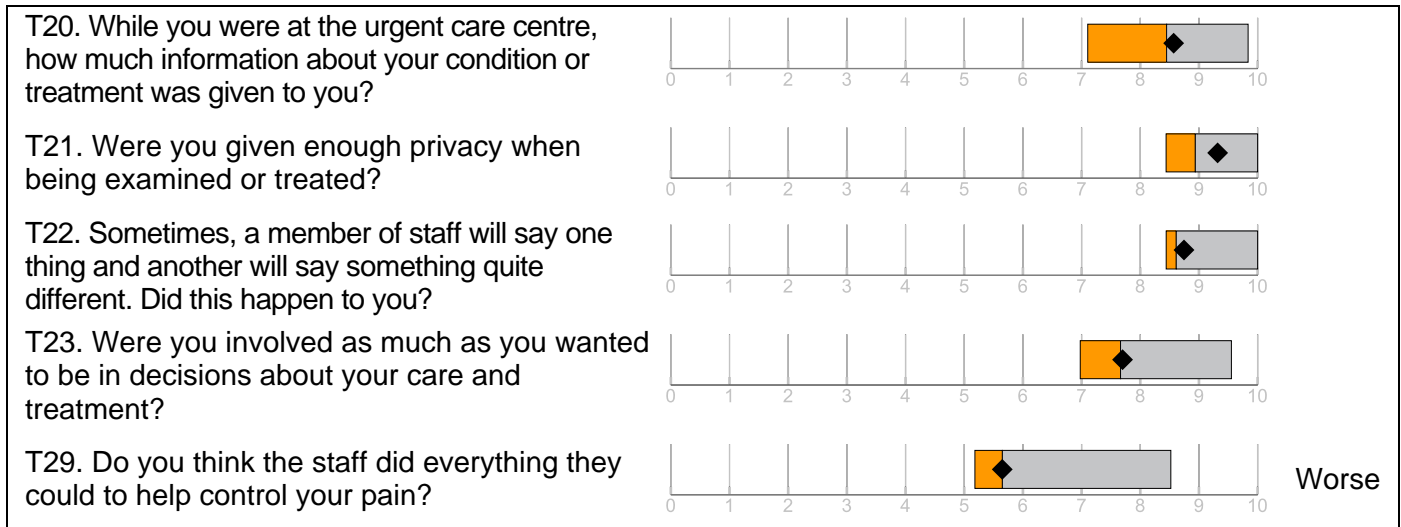 T20. While you were at the urgent care centre,
how much information about your condition or
treatment was given to you?
0 1 2 3 4 5 6 7 8 9 10
T21. Were you given enough privacy when
being examined or treated?
0 1 2 3 4 5 6 7 8 9 10
T22. Sometimes, a member of staff will say one
thing and another will say something quite
different. Did this happen to you?
0 1 2 3 4 5 6 7 8 9 10
T23. Were you involved as much as you wanted
to be in decisions about your care and
treatment?
0 1 2 3 4 5 6 7 8 9 10
T29. Do you think the staff did everything they
could to help control your pain?
0 1 2 3 4 5 6 7 8 9 10
Worse